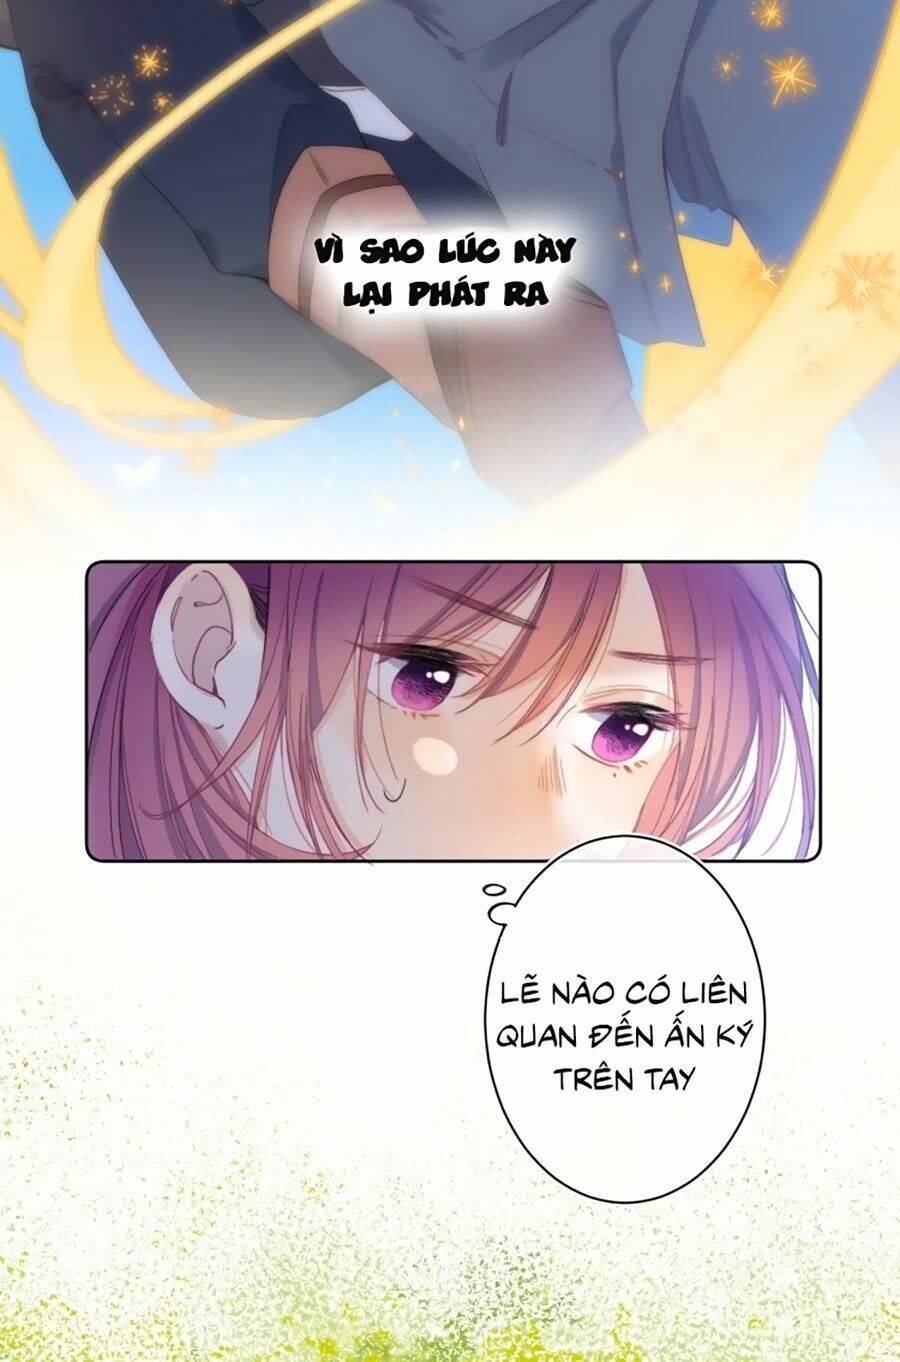 VÌ SAO LÚC NÀY
LẠI PHÁT RA
LẼ NÀO CÓ LIÊN
QUAN ĐẾN ẤN KÝ
TRÊN TAY